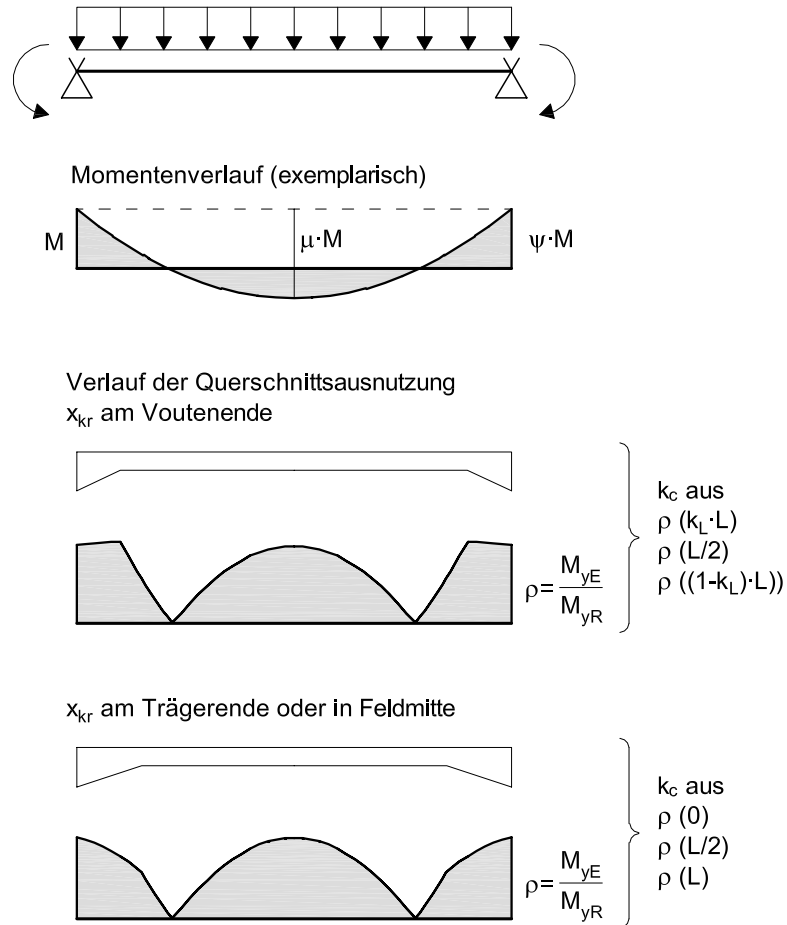 Momentenverlauf (exemplarisch)
M
μ·M
ψ·M
Verlauf der Querschnittsausnutzung
x_kr am Voutenende
k_c aus
ρ (k_L·L)
ρ (L/2)
ρ ((1-k_L)·L))
ρ= M_yE / M_yR
x_kr am Trägerende oder in Feldmitte
k_c aus
ρ (0)
ρ (L/2)
ρ (L)
ρ= M_yE / M_yR